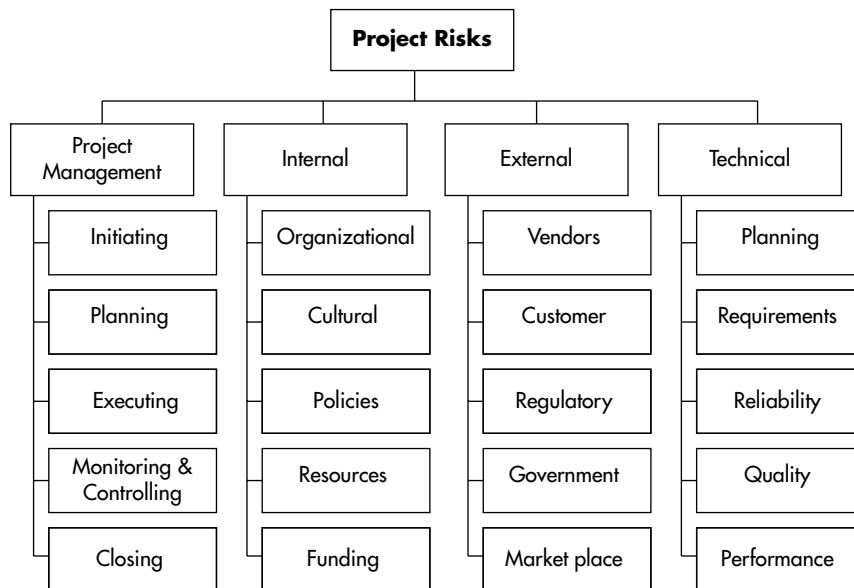 Project Risks
Project
Management
Internal
External
Technical
Initiating
Organizational
Vendors
Planning
Planning
Cultural
Customer
Requirements
Executing
Policies
Regulatory
Reliability
Monitoring &
Controlling
Resources
Government
Quality
Closing
Funding
Market place
Performance